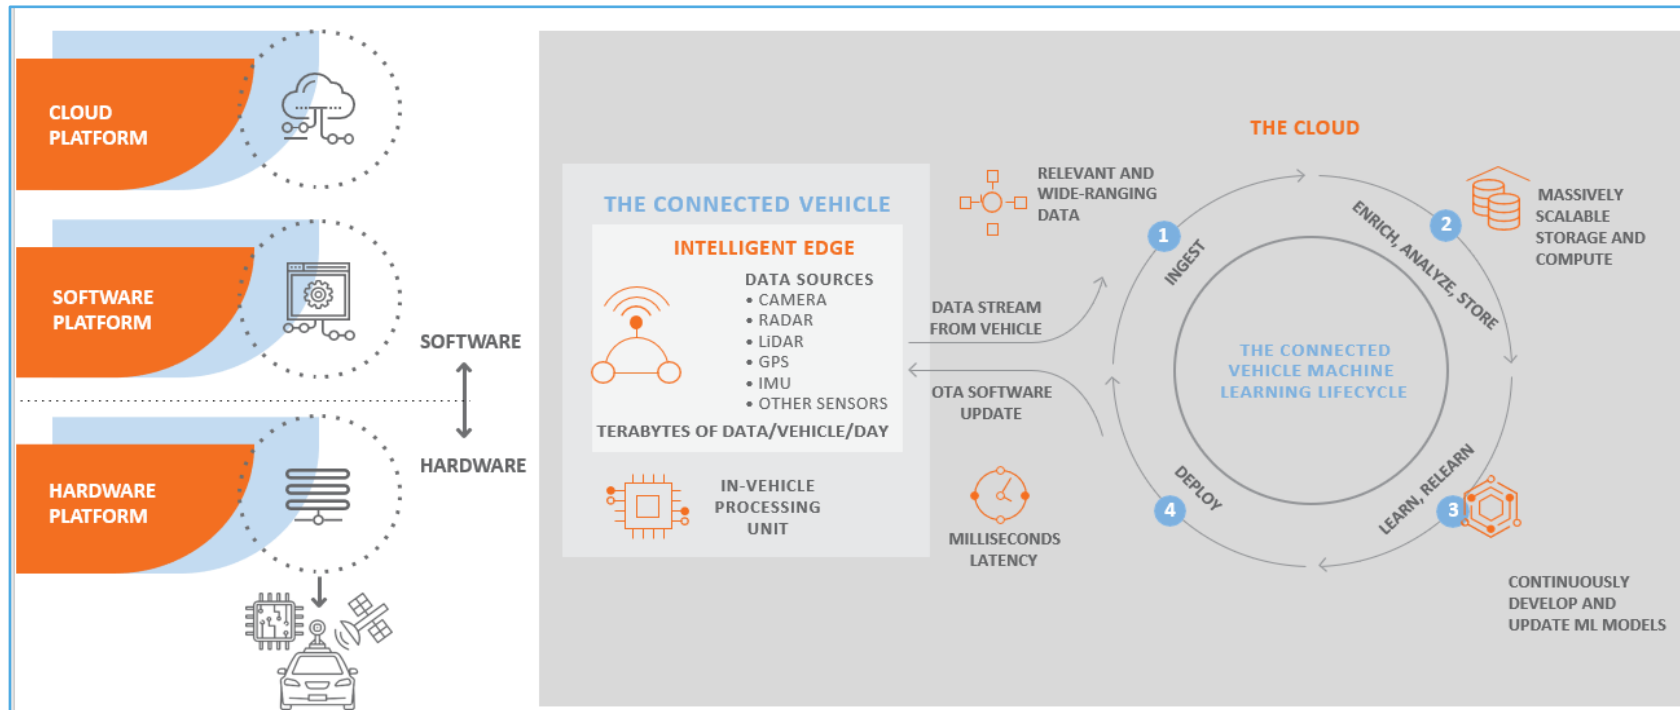 CLOUD
PLATFORM
SOFTWARE
PLATFORM
SOFTWARE
HARDWARE
HARDWARE
PLATFORM
THE CONNECTED VEHICLE
INTELLIGENT EDGE
DATA SOURCES
• CAMERA
• RADAR
• LiDAR
• GPS
• IMU
• OTHER SENSORS
TERABYTES OF DATA/VEHICLE/DAY
IN-VEHICLE
PROCESSING
UNIT
DATA STREAM
FROM VEHICLE
OTA SOFTWARE
UPDATE
MILLISECONDS
LATENCY
THE CLOUD
RELEVANT AND
WIDE-RANGING
DATA
1
INGEST
2
ENRICH, ANALYZE, STORE
MASSIVELY
SCALABLE
STORAGE AND
COMPUTE
THE CONNECTED
VEHICLE MACHINE
LEARNING LIFECYCLE
3
LEARN, RELEARN
CONTINUOUSLY
DEVELOP AND
UPDATE ML MODELS
4
DEPLOY